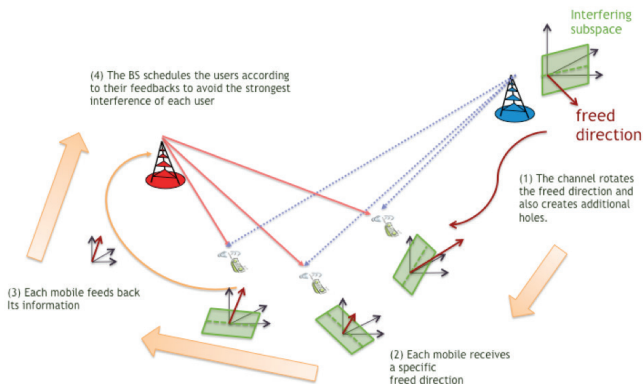 Interfering
subspace
(4) The BS schedules the users according
to their feedbacks to avoid the strongest
interference of each user
freed
direction
(1) The channel rotates
the freed direction and
also creates additional
holes.
(3) Each mobile feeds back
Its information
(2) Each mobile receives
a specific
freed direction